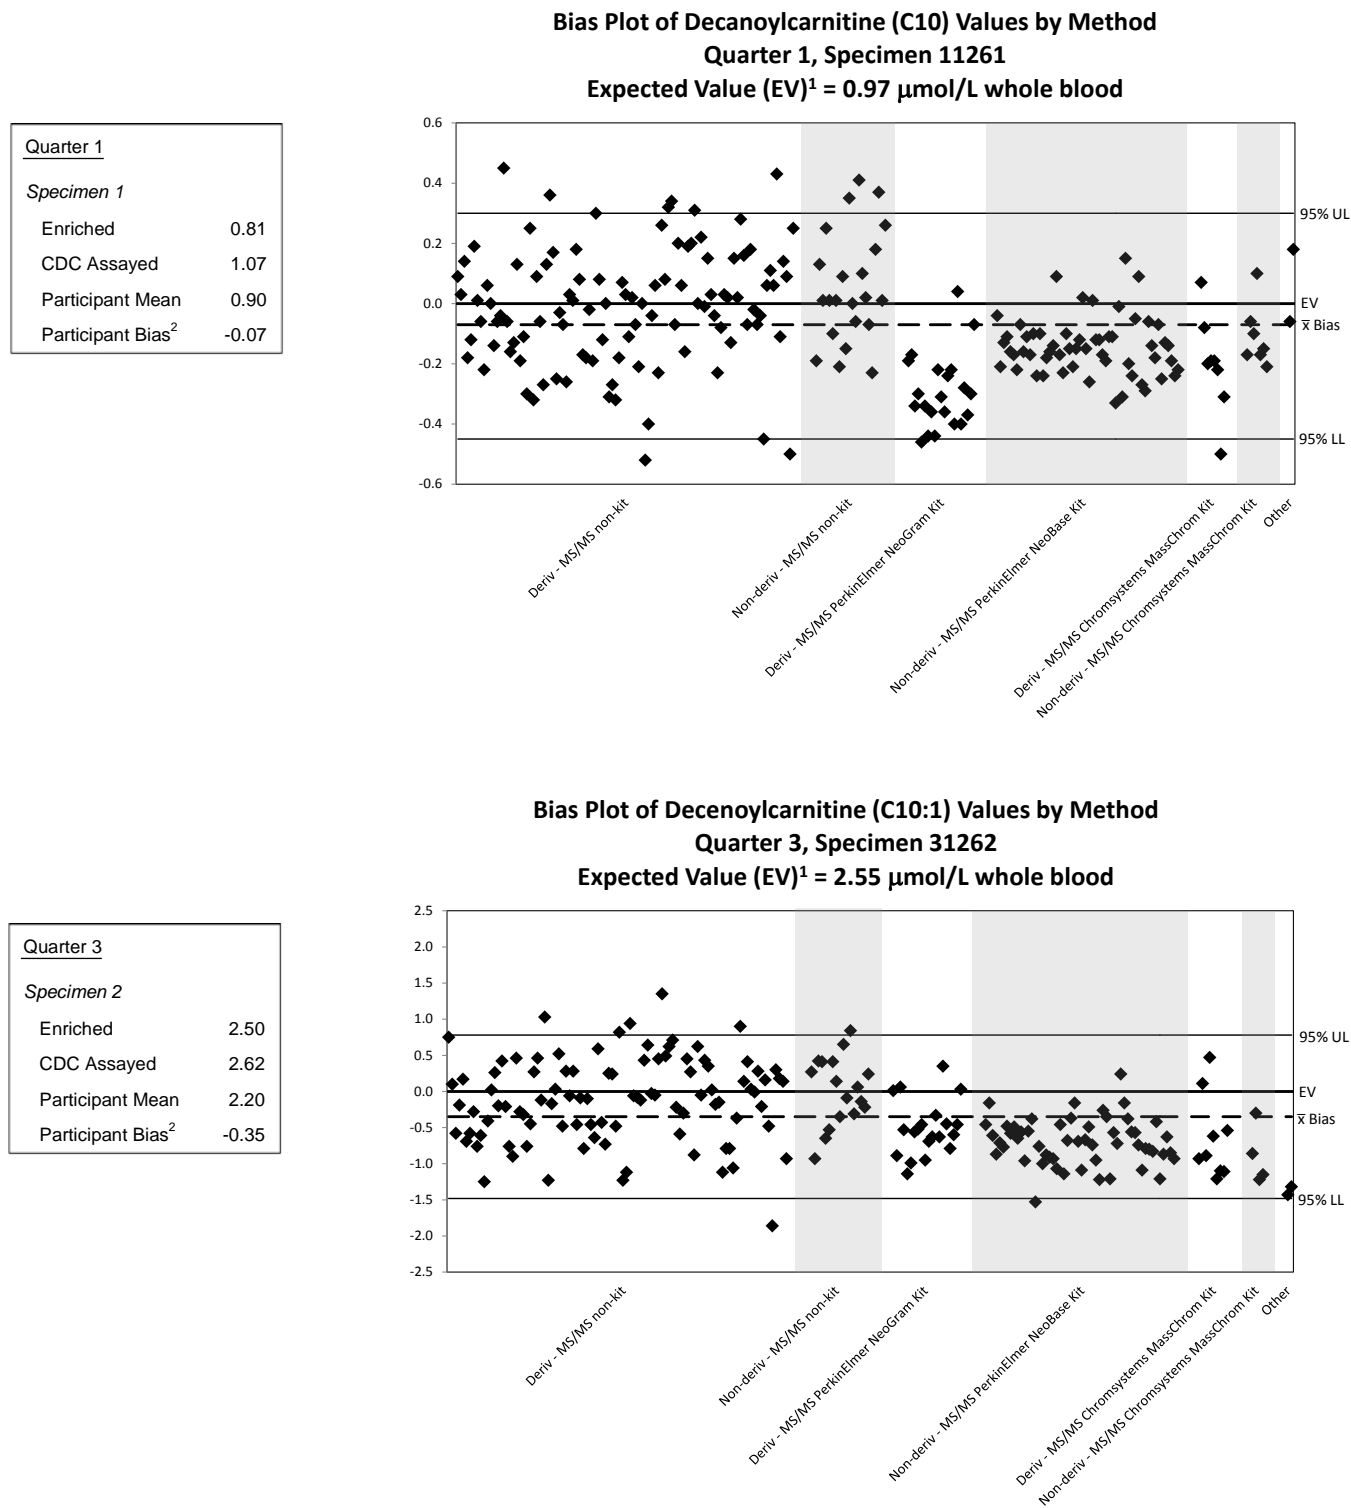 Bias Plot of Decanoylcarnitine (C10) Values by Method
Quarter 1, Specimen 11261
Expected Value (EV)1 = 0.97 μmol/L whole blood
Quarter 1
Specimen 1
Enriched 0.81
CDC Assayed 1.07
Participant Mean 0.90
Participant Bias2 -0.07
0.6
0.4
0.2
0.0
-0.2
-0.4
-0.6
95% UL
EV
x̅ Bias
95% LL
Deriv - MS/MS non-kit
Non-deriv - MS/MS non-kit
Deriv - MS/MS PerkinElmer NeoGram Kit
Non-deriv - MS/MS PerkinElmer NeoBase Kit
Deriv - MS/MS Chromsystems MassChrom Kit
Non-deriv - MS/MS Chromsystems MassChrom Kit
Other
Bias Plot of Decenoylcarnitine (C10:1) Values by Method
Quarter 3, Specimen 31262
Expected Value (EV)1 = 2.55 μmol/L whole blood
Quarter 3
Specimen 2
Enriched 2.50
CDC Assayed 2.62
Participant Mean 2.20
Participant Bias2 -0.35
2.5
2.0
1.5
1.0
0.5
0.0
-0.5
-1.0
-1.5
-2.0
-2.5
95% UL
EV
x̅ Bias
95% LL
Deriv - MS/MS non-kit
Non-deriv - MS/MS non-kit
Deriv - MS/MS PerkinElmer NeoGram Kit
Non-deriv - MS/MS PerkinElmer NeoBase Kit
Deriv - MS/MS Chromsystems MassChrom Kit
Non-deriv - MS/MS Chromsystems MassChrom Kit
Other